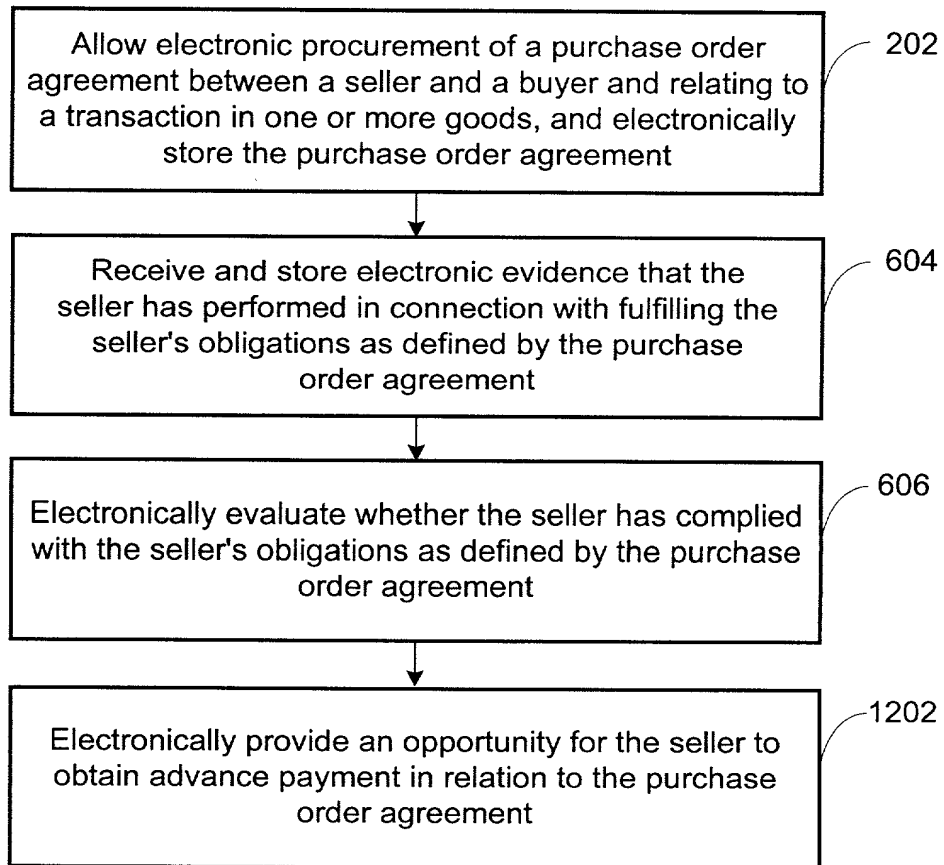 Allow electronic procurement of a purchase order
agreement between a seller and a buyer and relating to
a transaction in one or more goods, and electronically
store the purchase order agreement
202
Receive and store electronic evidence that the
seller has performed in connection with fulfilling the
seller's obligations as defined by the purchase
order agreement
604
Electronically evaluate whether the seller has complied
with the seller's obligations as defined by the purchase
order agreement
606
Electronically provide an opportunity for the seller to
obtain advance payment in relation to the purchase
order agreement
1202